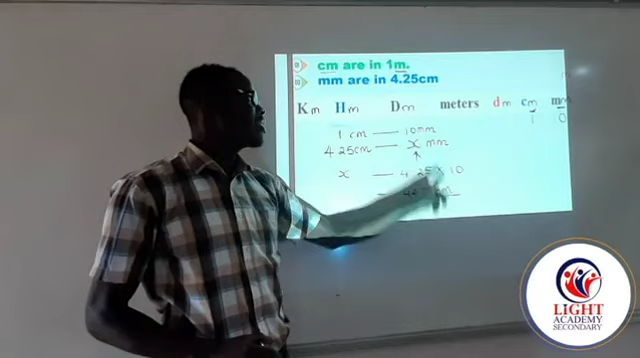 cm are in 1m.
mm are in 4.25cm
Km Hm Dm meters dm cm mm
1 0
1 cm — 10mm
4.25cm — x mm
x — 4.25 x 10
LIGHT
ACADEMY
SECONDARY